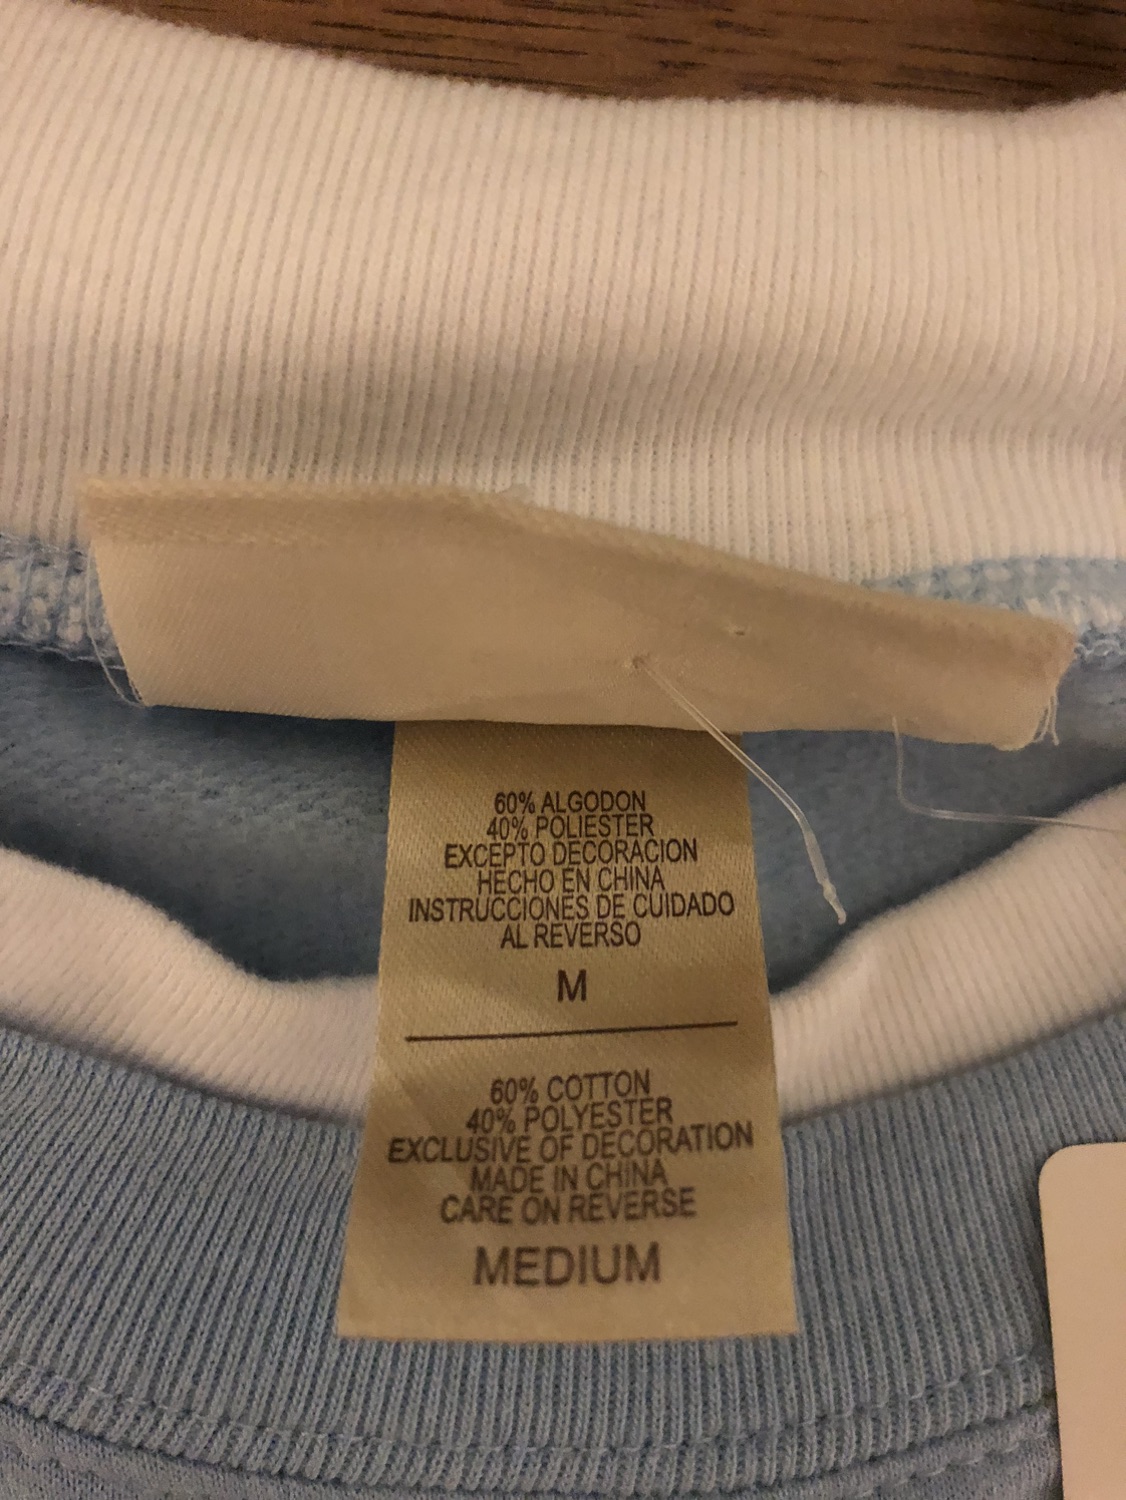 60% ALGODON
40% POLIESTER
EXCEPTO DECORACION
HECHO EN CHINA
INSTRUCCIONES DE CUIDADO
AL REVERSO
M
60% COTTON
40% POLYESTER
EXCLUSIVE OF DECORATION
MADE IN CHINA
CARE ON REVERSE
MEDIUM